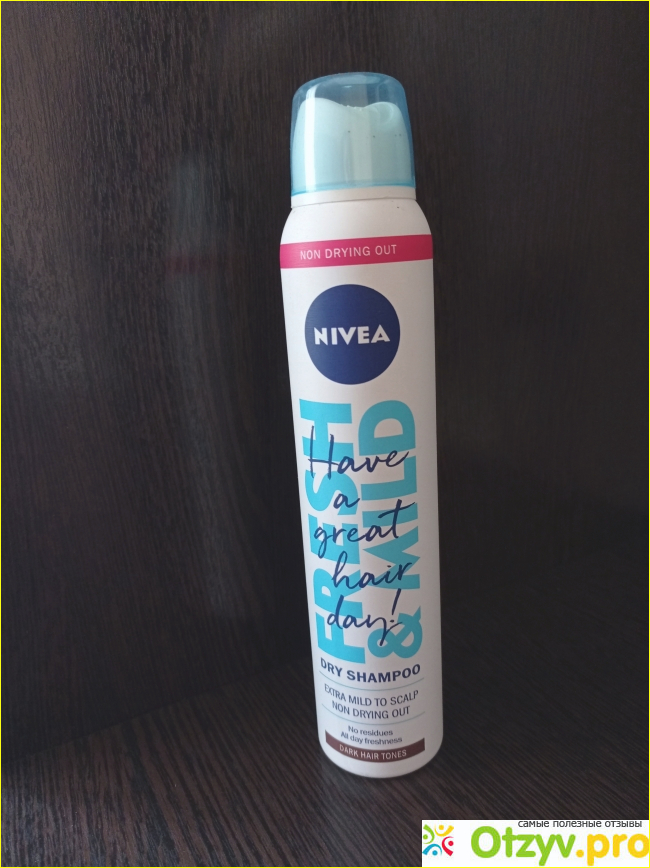 NON DRYING OUT
NIVEA
FRESH
& MILD
Have
a
great
hair
day!
DRY SHAMPOO
EXTRA MILD TO SCALP
NON DRYING OUT
No residues
All day freshness
DARK HAIR TONES
самые полезные отзывы
Otzyv.pro